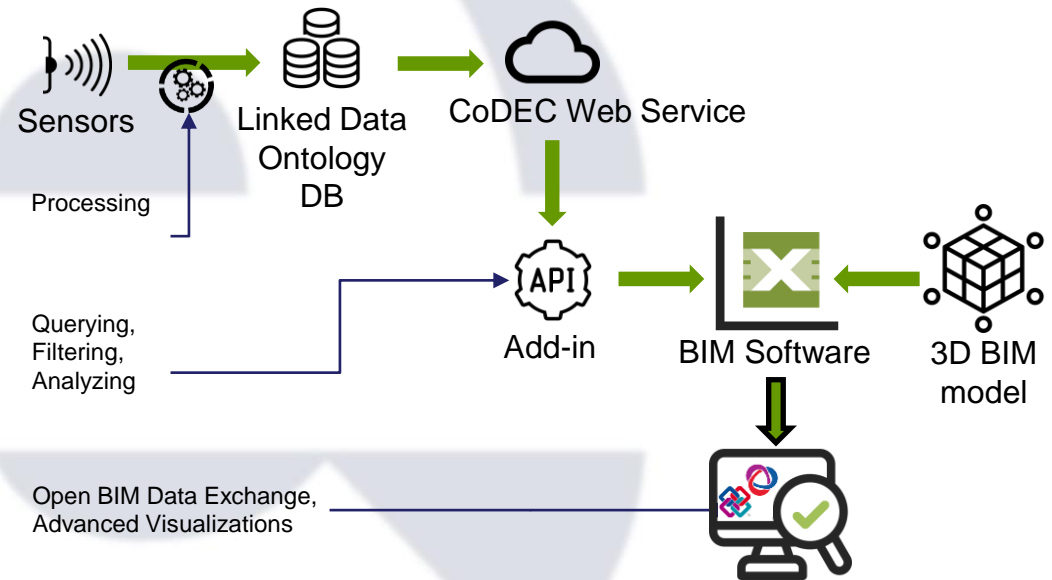 Sensors
Linked Data
Ontology
DB
CoDEC Web Service
Processing
API
Add-in
Querying,
Filtering,
Analyzing
BIM Software
3D BIM
model
Open BIM Data Exchange,
Advanced Visualizations